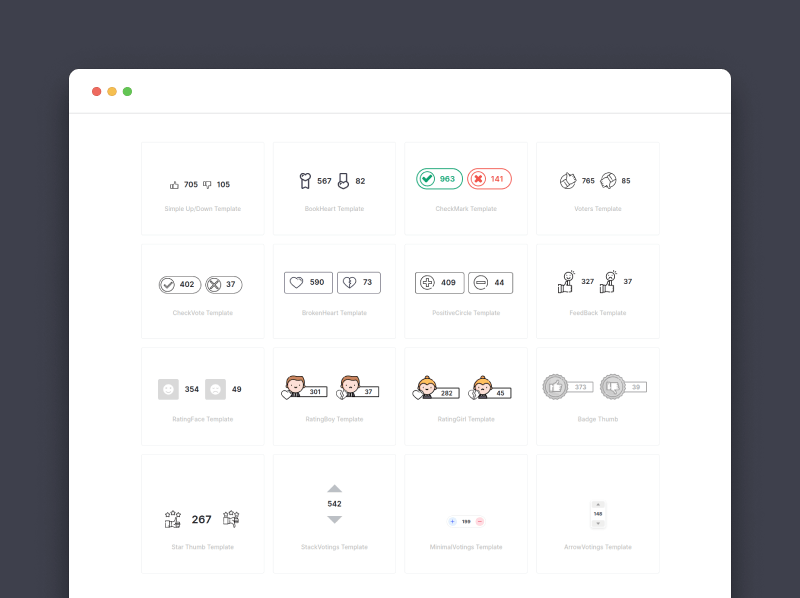 705 105
Simple Up/Down Template
567 82
BookHeart Template
963 141
CheckMark Template
765 85
Voters Template
402 37
CheckVote Template
590 73
BrokenHeart Template
409 44
PositiveCircle Template
327 37
FeedBack Template
354 49
RatingFace Template
301 37
RatingBoy Template
282 45
RatingGirl Template
373 39
Badge Thumb
267
Star Thumb Template
542
StackVotings Template
199
MinimalVotings Template
148
ArrowVotings Template